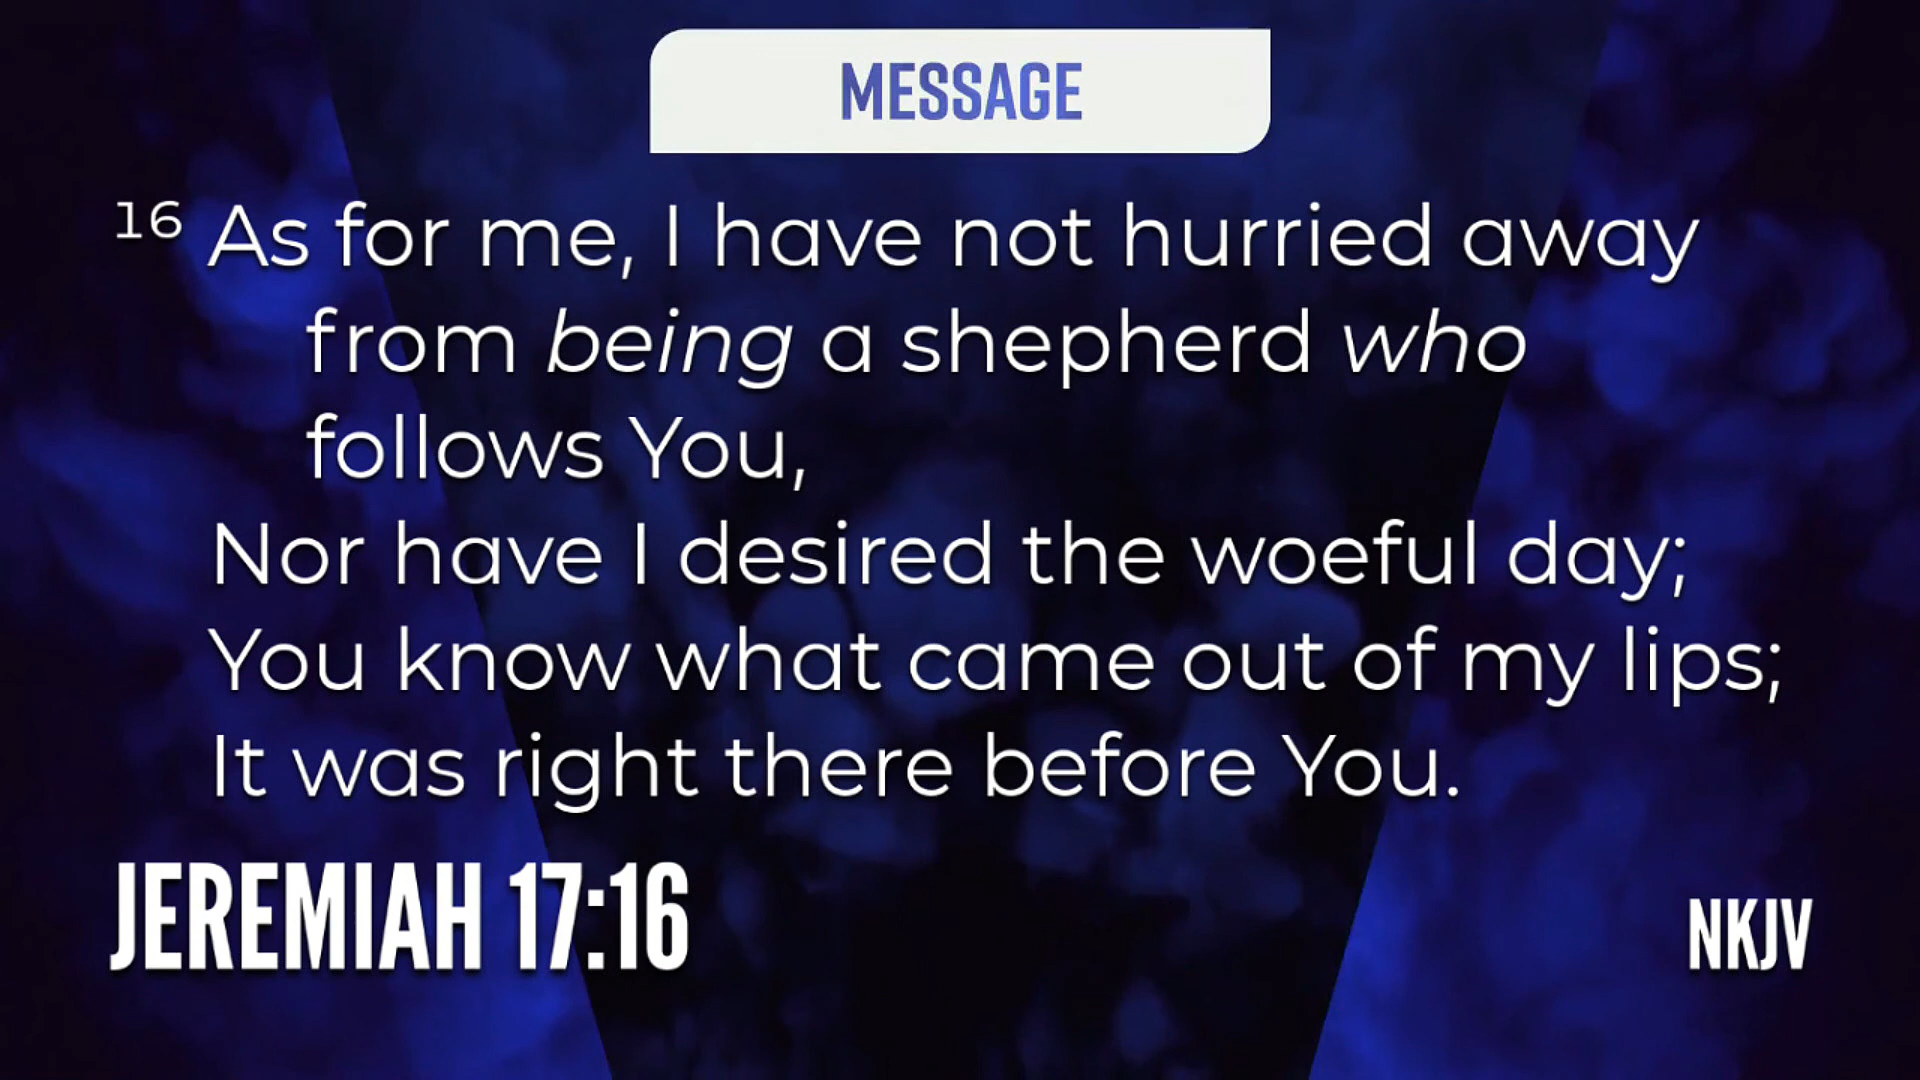 MESSAGE
16 As for me, I have not hurried away
from being a shepherd who
follows You,
Nor have I desired the woeful day;
You know what came out of my lips;
It was right there before You.
JEREMIAH 17:16
NKJV